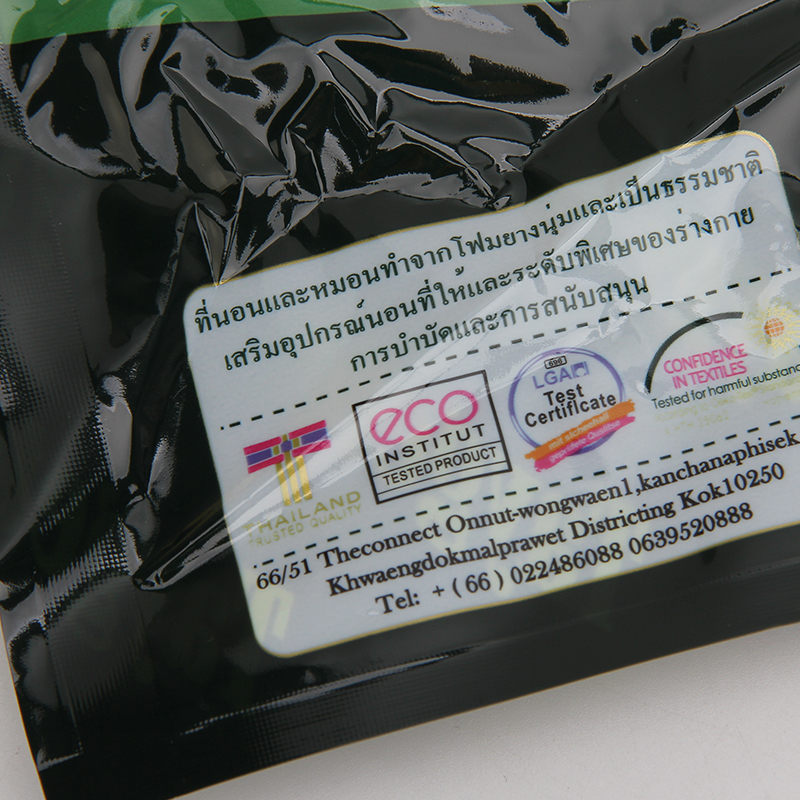 ที่นอนและหมอนทำจากโฟมยางนุ่มและเป็นธรรมชาติ
เสริมอุปกรณ์นอนที่ให้และระดับพิเศษของร่างกาย
การบำบัดและการสนับสนุน
THAILAND
TRUSTED QUALITY
eco
INSTITUT
TESTED PRODUCT
696
LGA
Test
Certificate
mit sicherheit
geprüfete Qualitse
CONFIDENCE
IN TEXTILES
Tested for harmful substanc
66/51 Theconnect Onnut-wongwaen1,kanchanaphisek,
Khwaengdokmalprawet Districting Kok10250
Tel: +(66) 022486088 0639520888